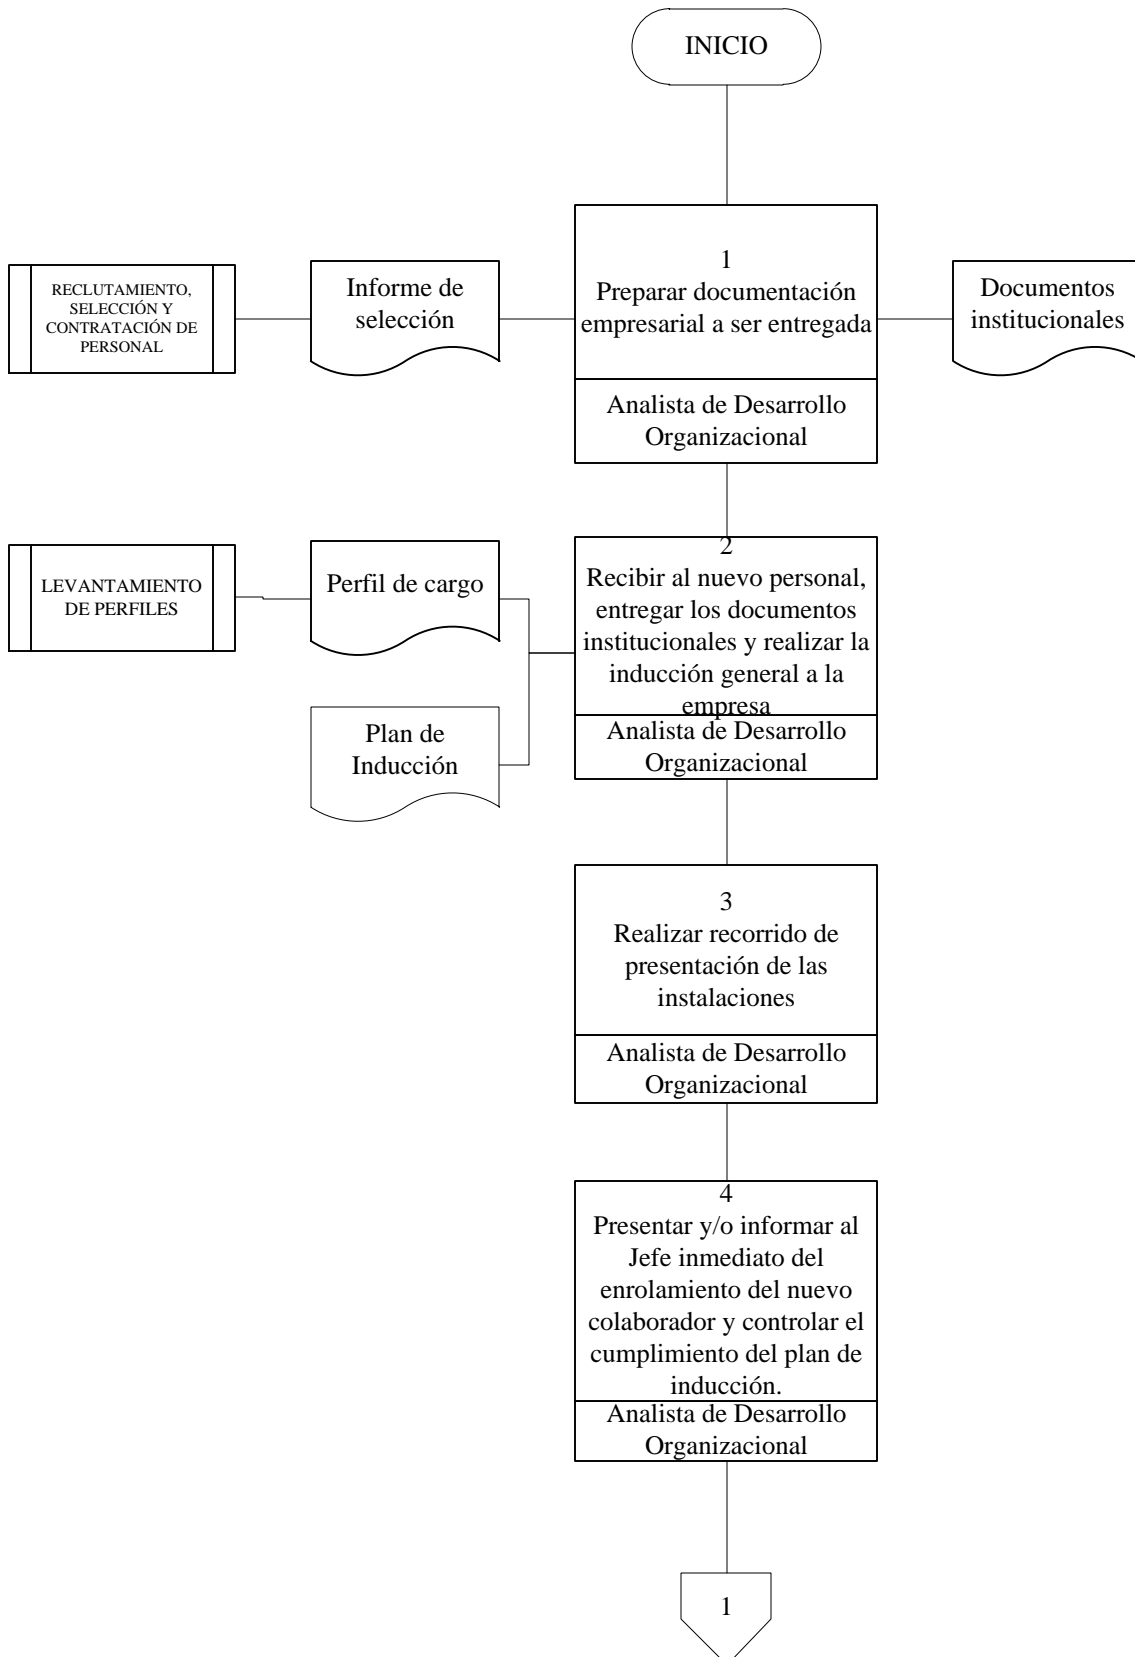 INICIO
RECLUTAMIENTO,
SELECCIÓN Y
CONTRATACIÓN DE
PERSONAL
Informe de
selección
1
Preparar documentación
empresarial a ser entregada
Analista de Desarrollo
Organizacional
Documentos
institucionales
LEVANTAMIENTO
DE PERFILES
Perfil de cargo
Plan de
Inducción
2
Recibir al nuevo personal,
entregar los documentos
institucionales y realizar la
inducción general a la
empresa
Analista de Desarrollo
Organizacional
3
Realizar recorrido de
presentación de las
instalaciones
Analista de Desarrollo
Organizacional
4
Presentar y/o informar al
Jefe inmediato del
enrolamiento del nuevo
colaborador y controlar el
cumplimiento del plan de
inducción.
Analista de Desarrollo
Organizacional
1